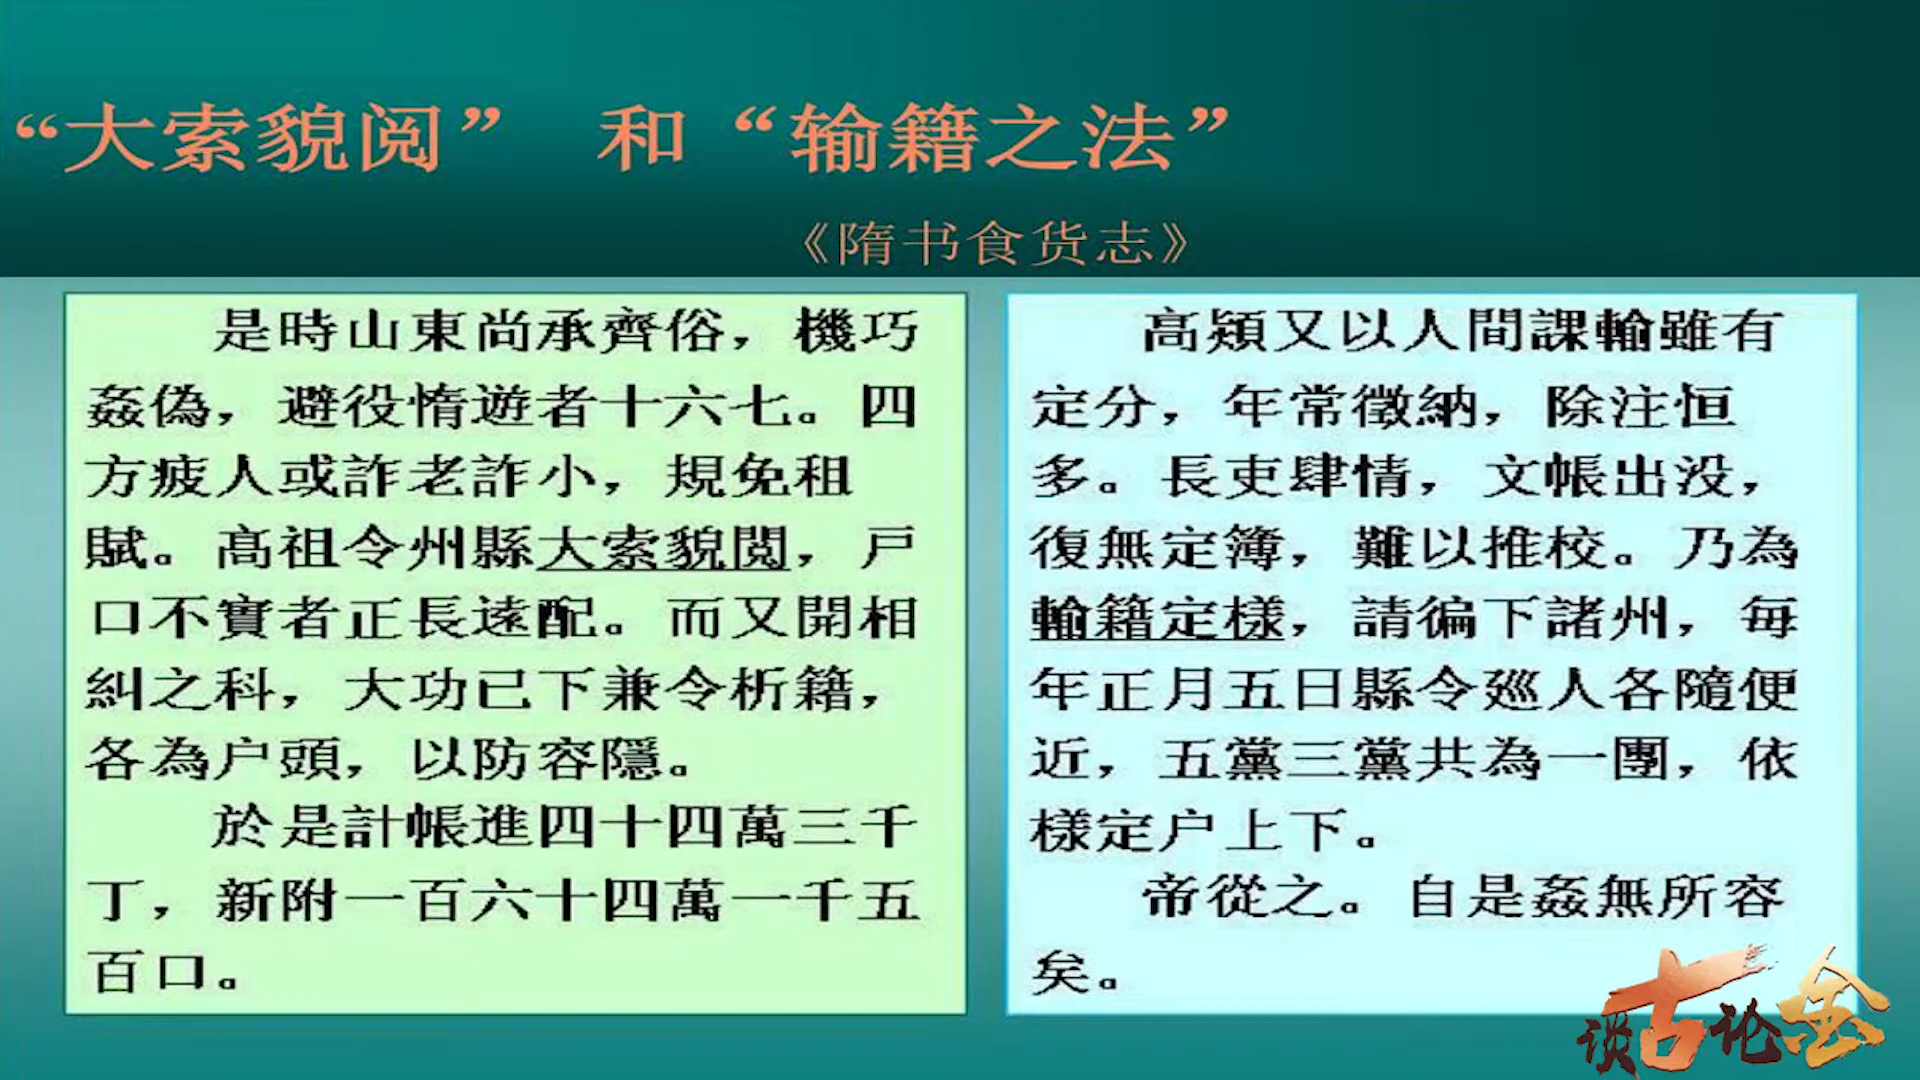 “大索貌阅” 和“输籍之法”
《隋书食货志》
是時山東尚承齊俗，機巧
姦偽，避役惰遊者十六七。四
方疲人或詐老詐小，規免租
賦。高祖令州縣大索貌閱，戸
口不實者正長遠配。而又開相
糾之科，大功已下兼令析籍，
各為户頭，以防容隱。
於是計帳進四十四萬三千
丁，新附一百六十四萬一千五
百口。
高熲又以人間課輸雖有
定分，年常徵納，除注恒
多。長吏肆情，文帳出没，
復無定簿，難以推校。乃為
輸籍定樣，請徧下諸州，每
年正月五日縣令巡人各隨便
近，五黨三黨共為一團，依
樣定户上下。
帝從之。自是姦無所容
矣。
谈古论金